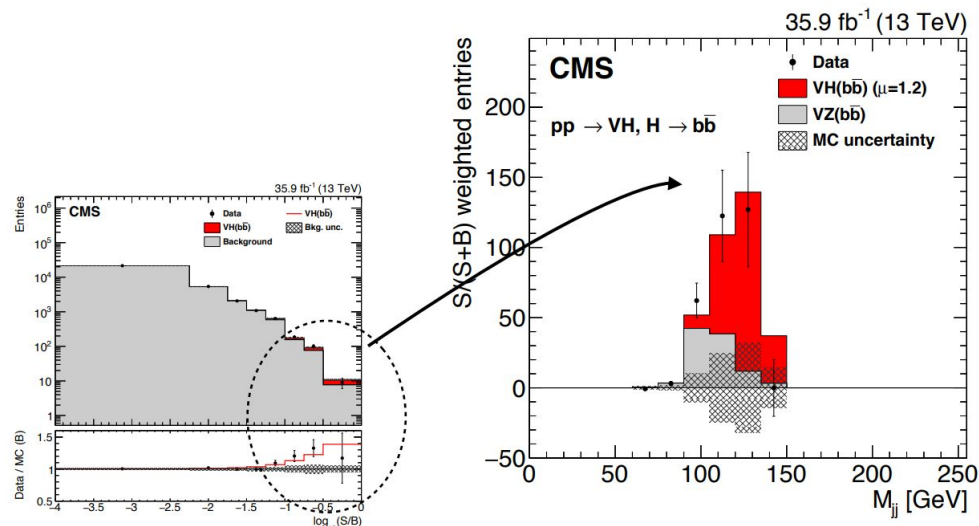 35.9 fb⁻¹ (13 TeV)
CMS
Data
VH(bb̅)
VH(bb̅)
Bkg. unc.
Background
Entries
10⁶
10⁵
10⁴
10³
10²
10
1
Data / MC (B)
1.5
1.0
0.5
−4 −3.5 −3 −2.5 −2 −1.5 −1 −0.5 0
log (S/B)
35.9 fb⁻¹ (13 TeV)
CMS
Data
VH(bb̅) (μ=1.2)
VZ(bb̅)
MC uncertainty
pp → VH, H → bb̅
S/(S+B) weighted entries
200
150
100
50
0
−50
0 50 100 150 200 250
M_jj [GeV]